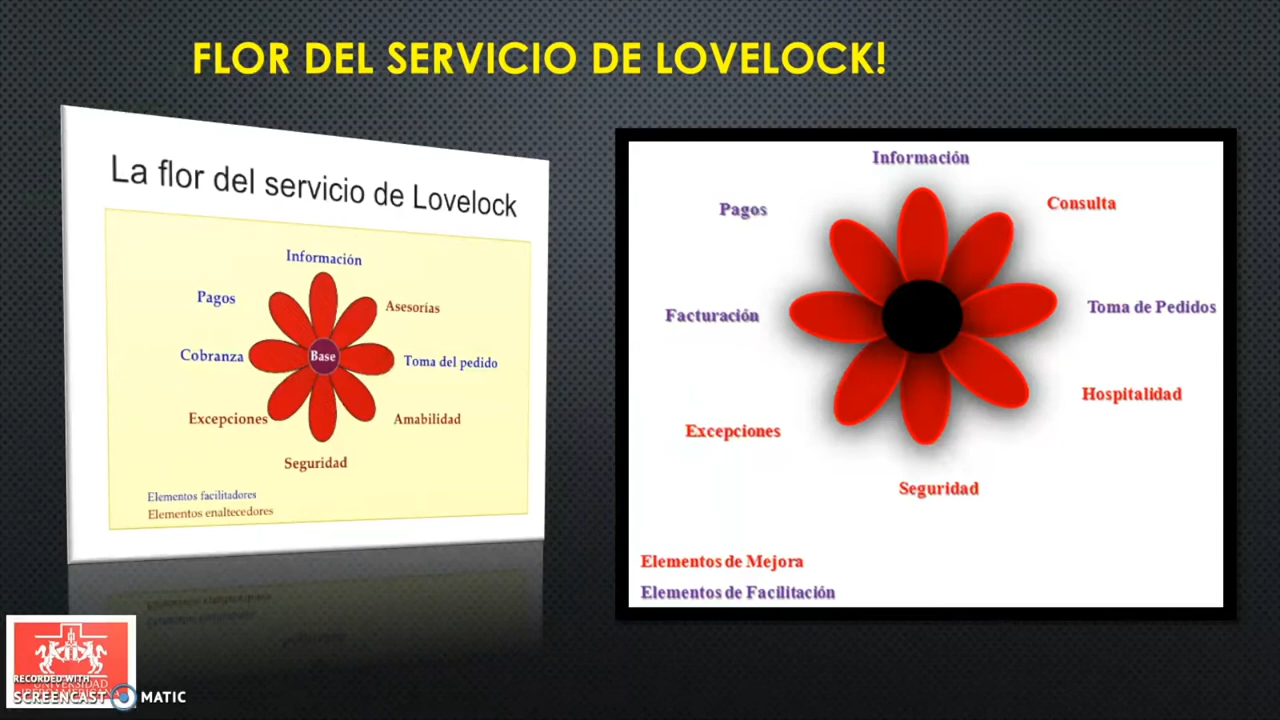 FLOR DEL SERVICIO DE LOVELOCK!
La flor del servicio de Lovelock
Información
Pagos
Asesorías
Cobranza
Base
Toma del pedido
Excepciones
Amabilidad
Seguridad
Elementos facilitadores
Elementos enaltecedores
Información
Pagos
Consulta
Facturación
Toma de Pedidos
Hospitalidad
Excepciones
Seguridad
Elementos de Mejora
Elementos de Facilitación
RECORDED WITH
UNIVERSIDAD
SCREENCAST MATIC